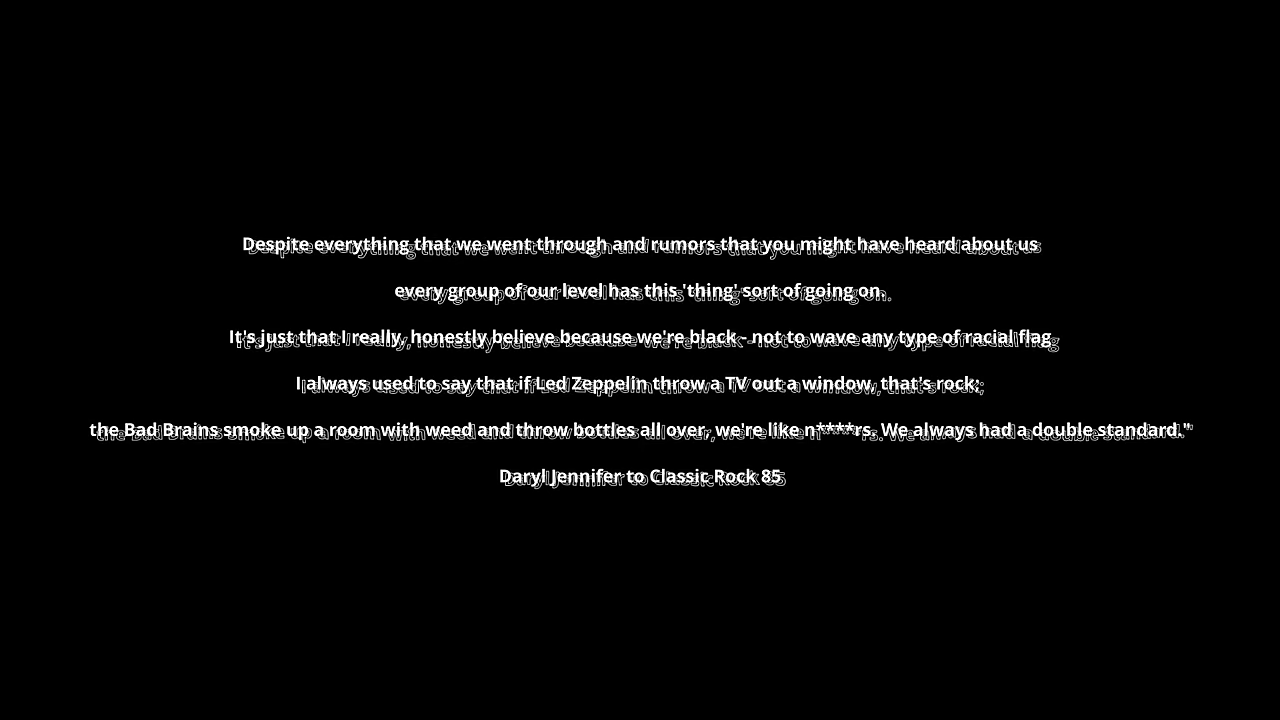 Despite everything that we went through and rumors that you might have heard about us
every group of our level has this 'thing' sort of going on.
It's just that I really, honestly believe because we're black - not to wave any type of racial flag
I always used to say that if Led Zeppelin throw a TV out a window, that's rock;
the Bad Brains smoke up a room with weed and throw bottles all over, we're like n****rs. We always had a double standard."
Daryl Jennifer to Classic Rock 85